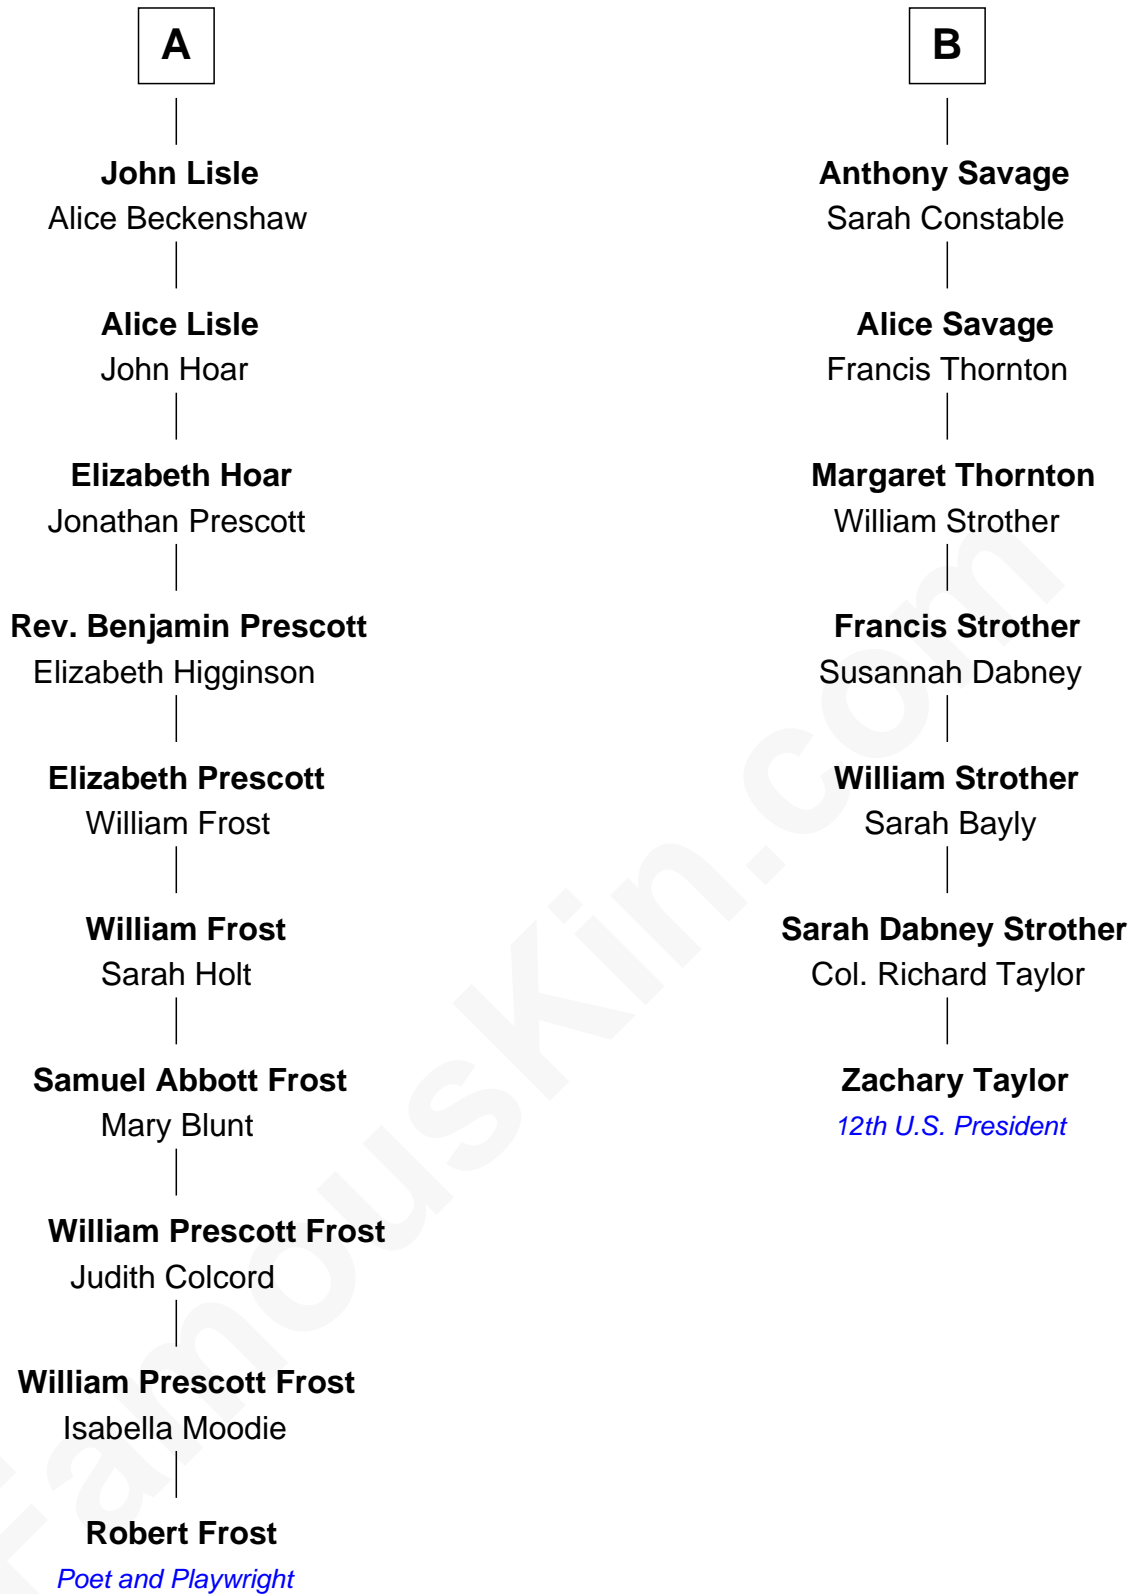 A
John Lisle
Alice Beckenshaw
Alice Lisle
John Hoar
Elizabeth Hoar
Jonathan Prescott
Rev. Benjamin Prescott
Elizabeth Higginson
Elizabeth Prescott
William Frost
William Frost
Sarah Holt
Samuel Abbott Frost
Mary Blunt
William Prescott Frost
Judith Colcord
William Prescott Frost
Isabella Moodie
Robert Frost
Poet and Playwright
B
Anthony Savage
Sarah Constable
Alice Savage
Francis Thornton
Margaret Thornton
William Strother
Francis Strother
Susannah Dabney
William Strother
Sarah Bayly
Sarah Dabney Strother
Col. Richard Taylor
Zachary Taylor
12th U.S. President
FamousKin.com